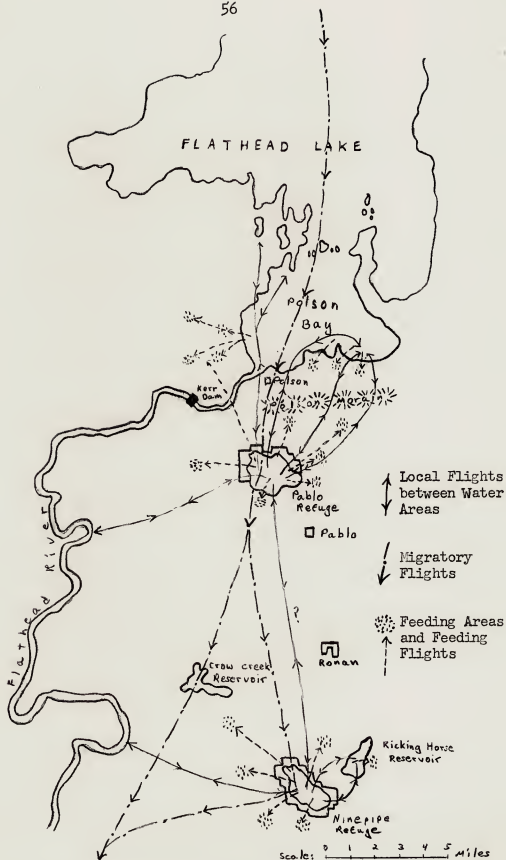 56
FLATHEAD LAKE
Polson
Bay
Polson
Kerr
Dam
Polson Moraine
Pablo
Refuge
Pablo
Local Flights
between Water
Areas
Migratory
Flights
Flathead River
?
Feeding Areas
and Feeding
Flights
Ronan
Crow Creek
Reservoir
Kicking Horse
Reservoir
Ninepipe
Refuge
Scale: 0 1 2 3 4 5 Miles